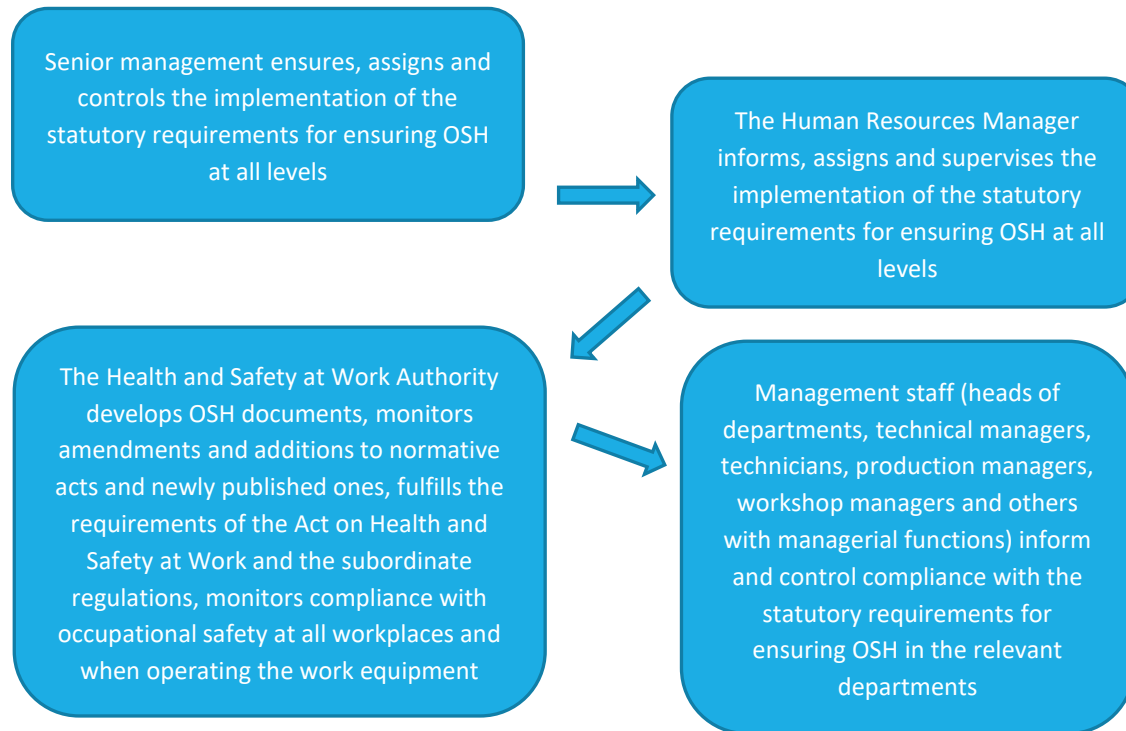 Senior management ensures, assigns and
controls the implementation of the
statutory requirements for ensuring OSH
at all levels
The Human Resources Manager
informs, assigns and supervises the
implementation of the statutory
requirements for ensuring OSH at all
levels
The Health and Safety at Work Authority
develops OSH documents, monitors
amendments and additions to normative
acts and newly published ones, fulfills the
requirements of the Act on Health and
Safety at Work and the subordinate
regulations, monitors compliance with
occupational safety at all workplaces and
when operating the work equipment
Management staff (heads of
departments, technical managers,
technicians, production managers,
workshop managers and others
with managerial functions) inform
and control compliance with the
statutory requirements for
ensuring OSH in the relevant
departments